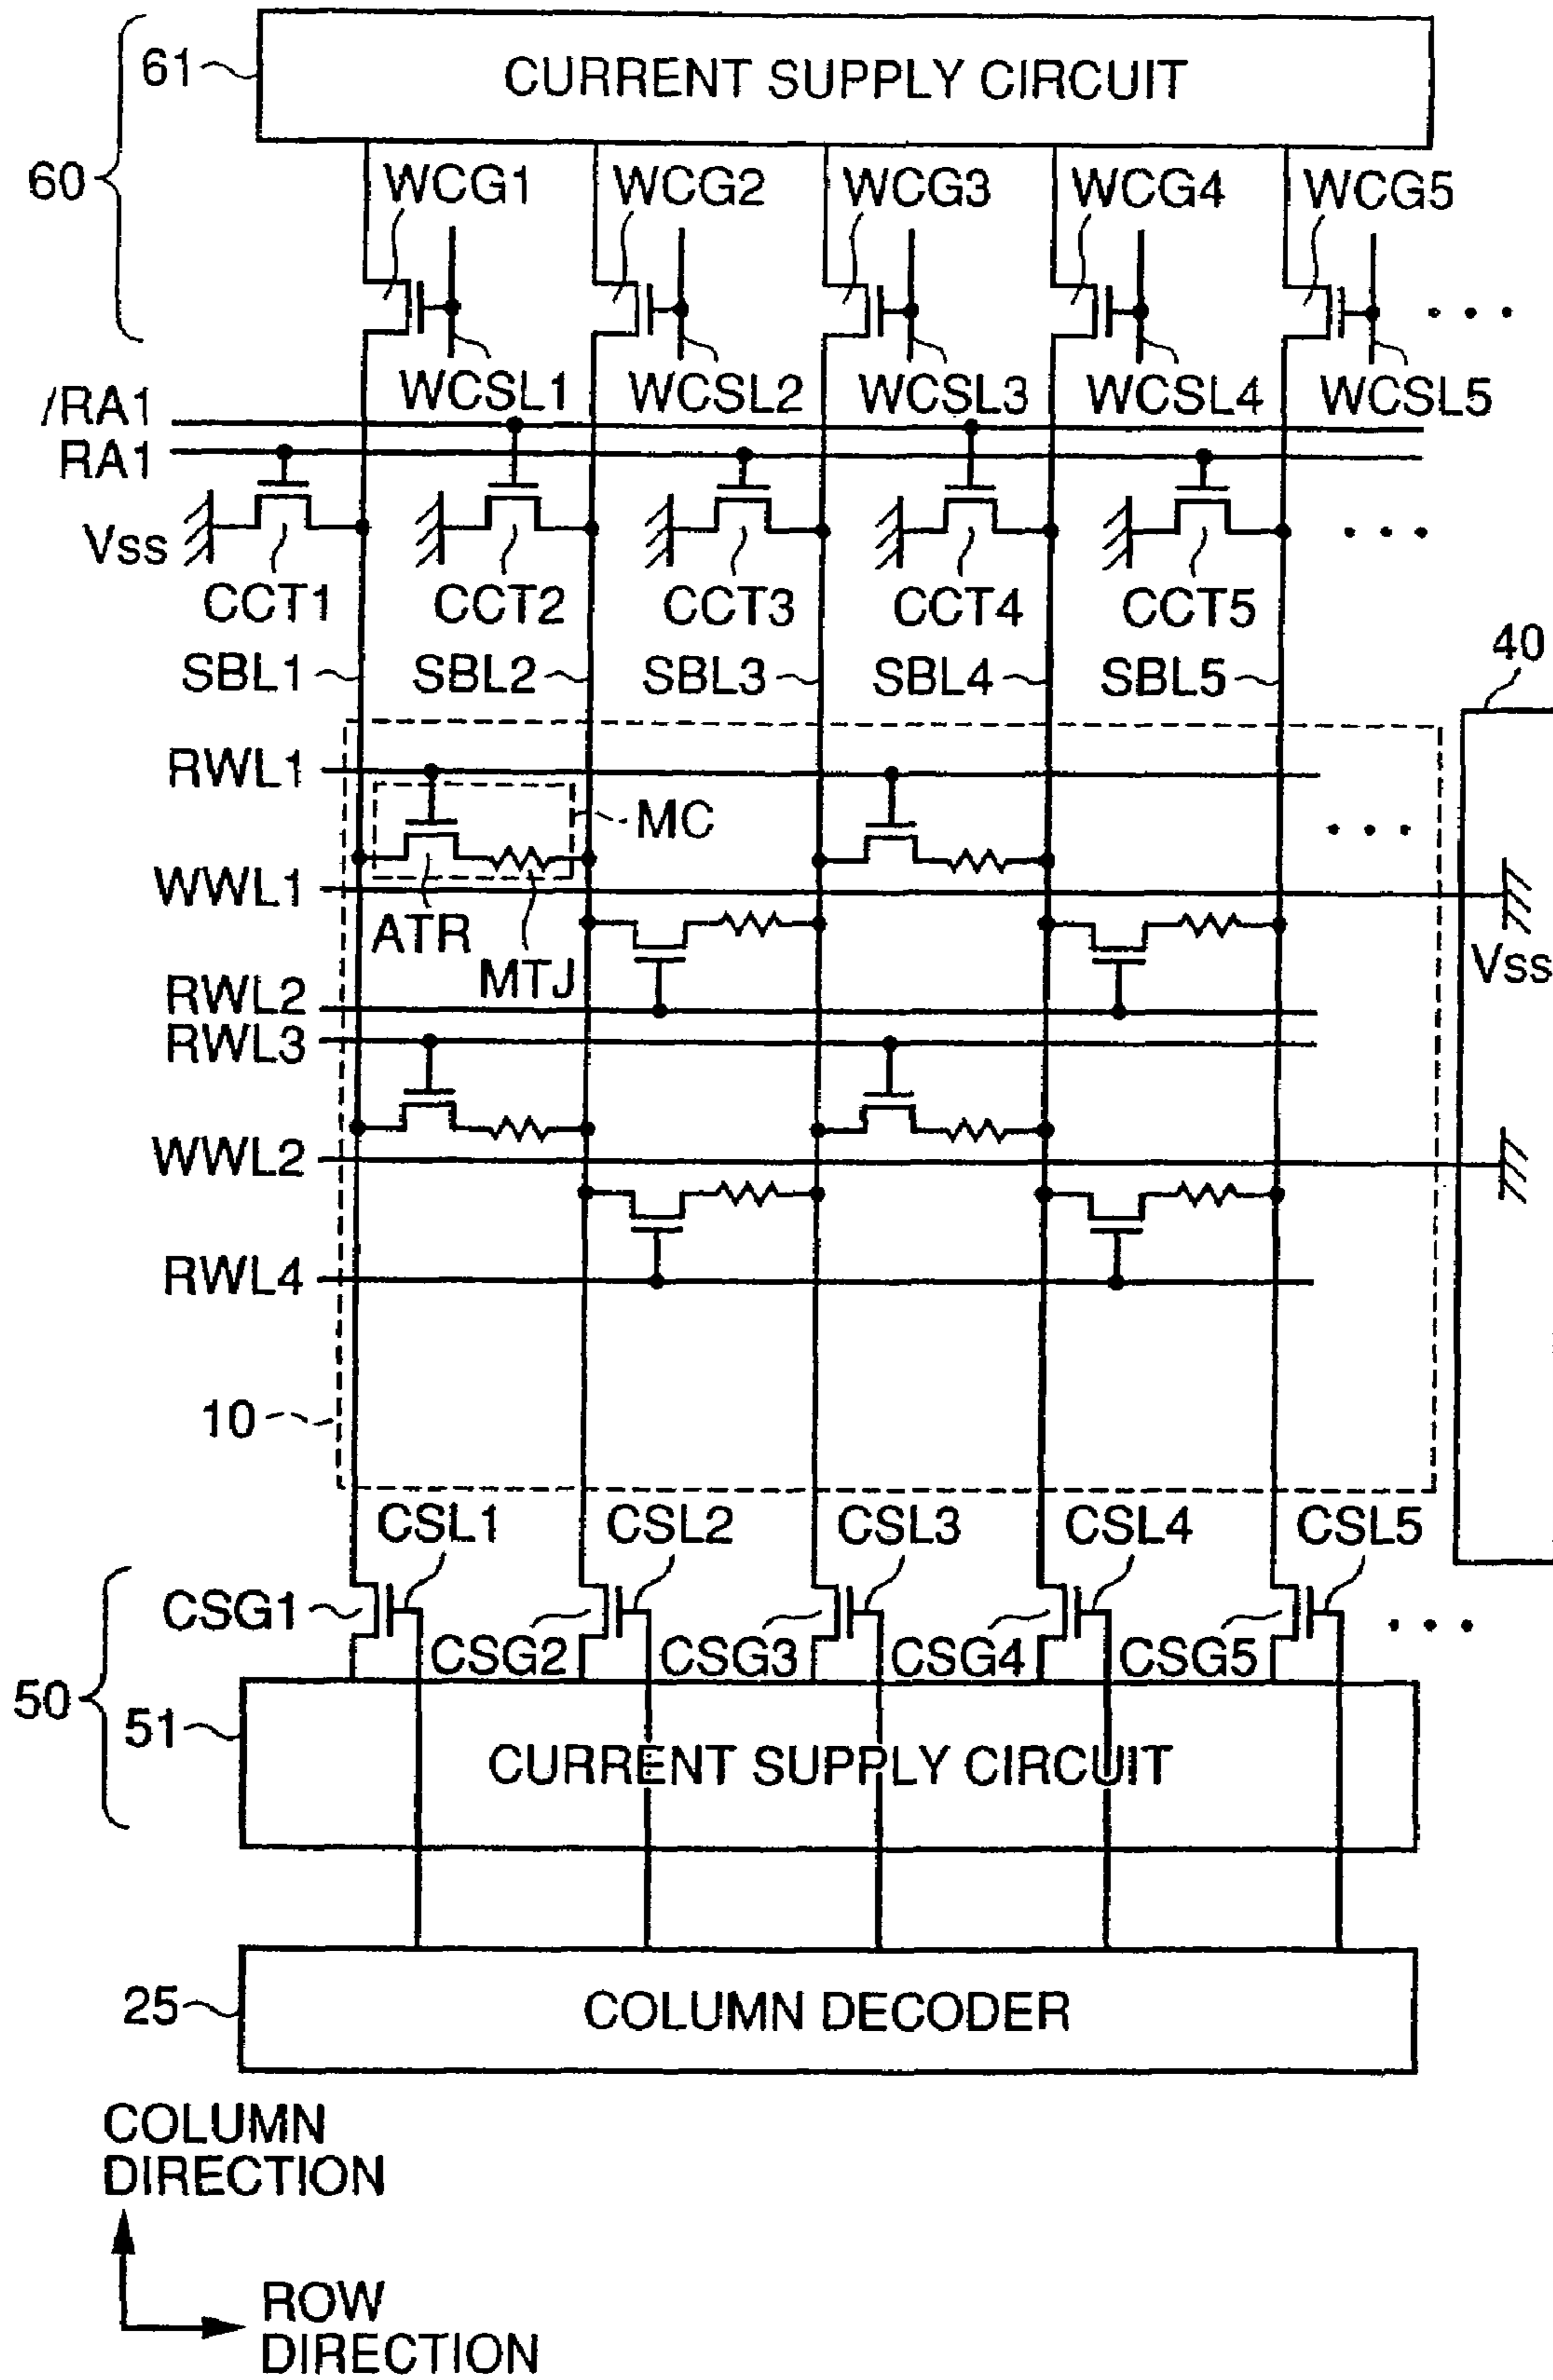 61
CURRENT SUPPLY CIRCUIT
60
WCG1
WCG2
WCG3
WCG4
WCG5
. . .
WCSL1
WCSL2
WCSL3
WCSL4
WCSL5
/RA1
RA1
Vss
. . .
CCT1
CCT2
CCT3
CCT4
CCT5
40
SBL1
SBL2
SBL3
SBL4
SBL5
RWL1
MC
. . .
WWL1
ATR
MTJ
Vss
RWL2
RWL3
WWL2
RWL4
10
CSL1
CSL2
CSL3
CSL4
CSL5
CSG1
CSG2
CSG3
CSG4
CSG5
. . .
50
51
CURRENT SUPPLY CIRCUIT
25
COLUMN DECODER
COLUMN
DIRECTION
ROW
DIRECTION